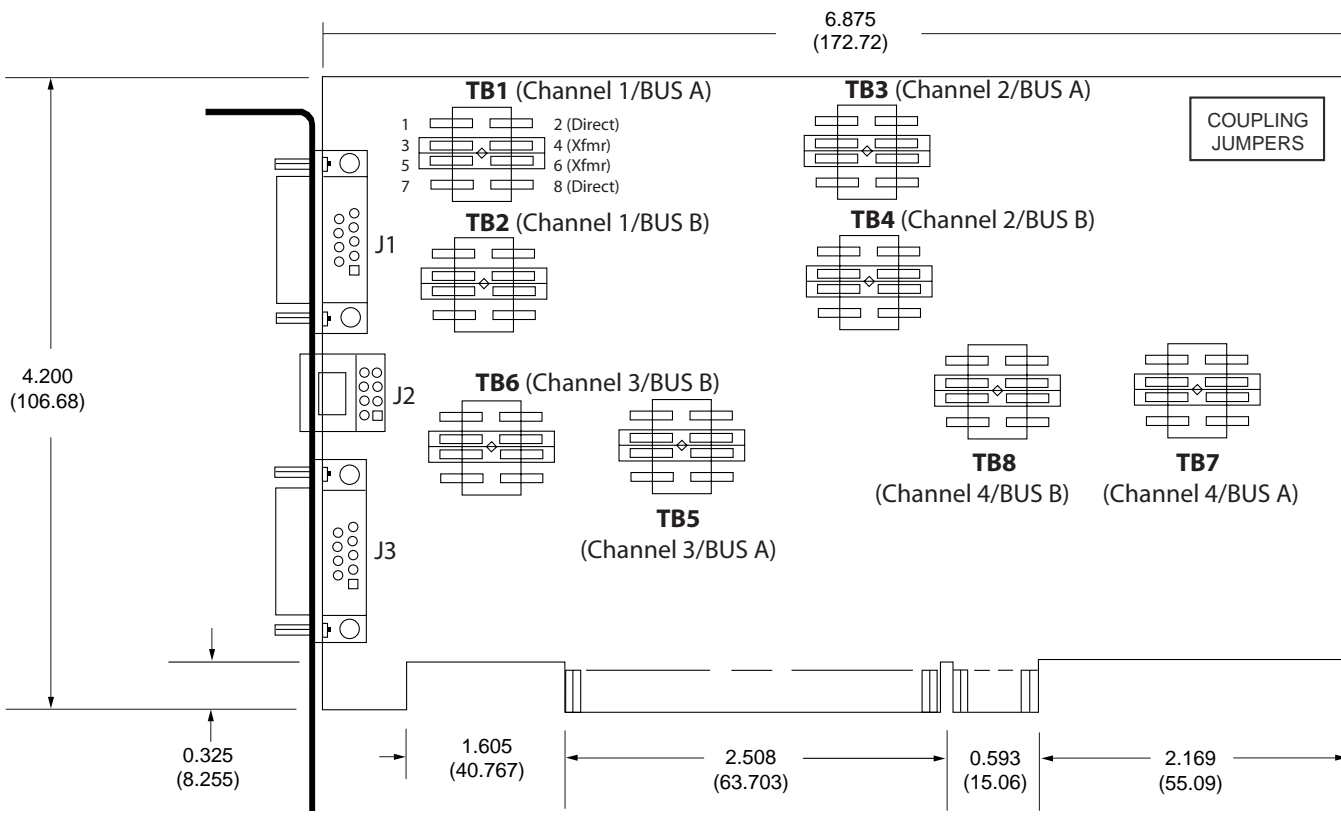 6.875
(172.72)
TB1 (Channel 1/BUS A)
TB3 (Channel 2/BUS A)
COUPLING
JUMPERS
1
2 (Direct)
3
4 (Xfmr)
5
6 (Xfmr)
7
8 (Direct)
TB2 (Channel 1/BUS B)
TB4 (Channel 2/BUS B)
J1
4.200
(106.68)
J2
TB6 (Channel 3/BUS B)
TB8
(Channel 4/BUS B)
TB7
(Channel 4/BUS A)
TB5
(Channel 3/BUS A)
J3
0.325
(8.255)
1.605
(40.767)
2.508
(63.703)
0.593
(15.06)
2.169
(55.09)